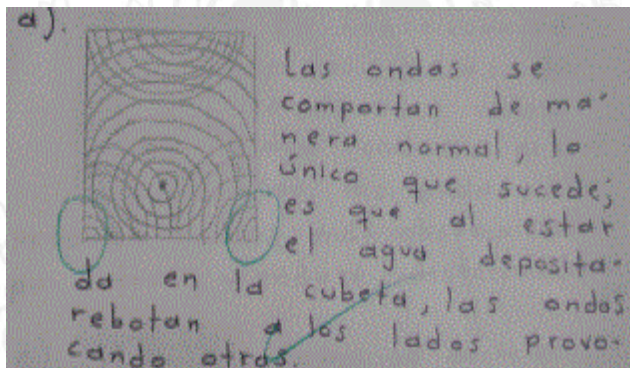 a).
Las ondas se
comportan de ma-
nera normal, lo
único que sucede;
es que al estar
el agua deposita-
da en la cubeta, las ondas
rebotan a los lados provo-
cando otras.